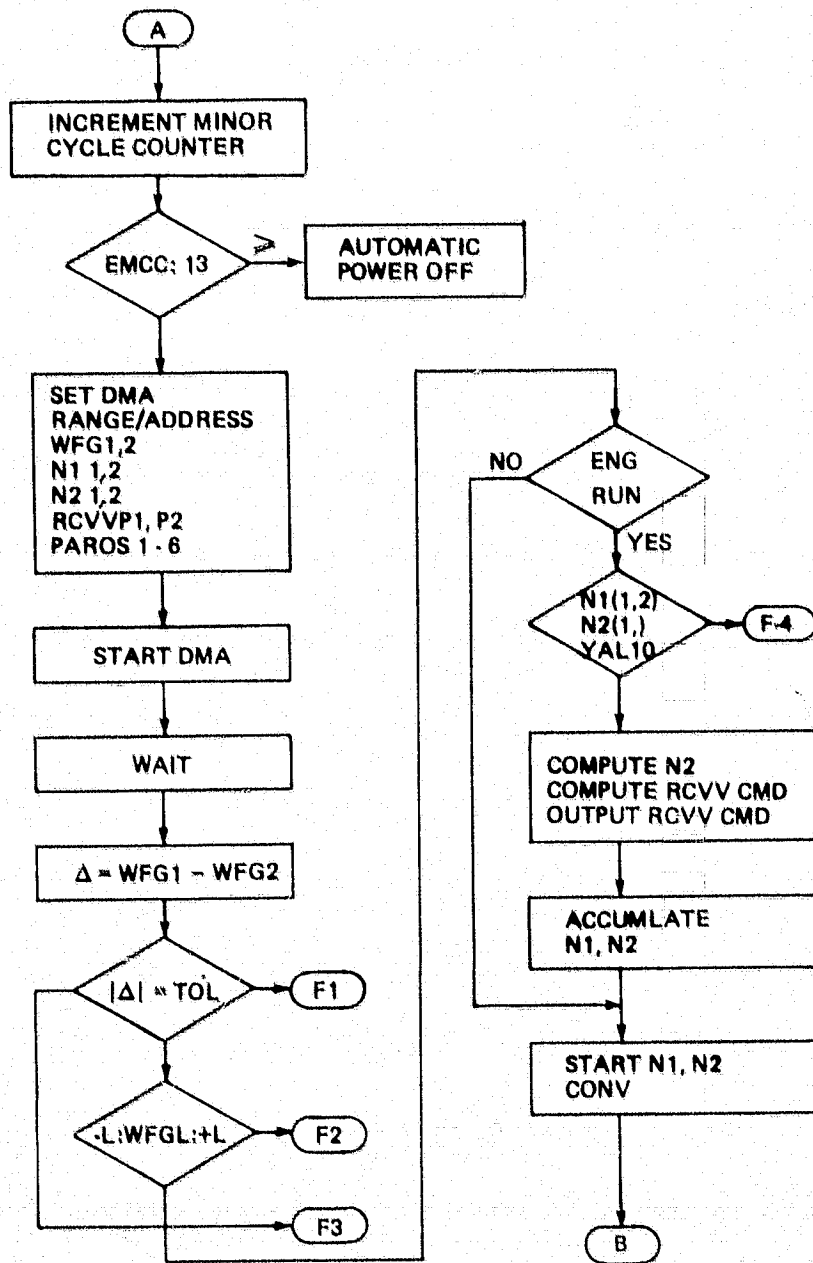 A
INCREMENT MINOR
CYCLE COUNTER
EMCC: 13
≥
AUTOMATIC
POWER OFF
SET DMA
RANGE/ADDRESS
WFG1,2
N1 1,2
N2 1,2
RCVVP1, P2
PAROS 1 - 6
START DMA
WAIT
Δ = WFG1 - WFG2
|Δ| = TOL
F1
-L:WFGL:+L
F2
F3
ENG
RUN
NO
YES
N1(1,2)
N2(1,)
YAL10
F-4
COMPUTE N2
COMPUTE RCVV CMD
OUTPUT RCVV CMD
ACCUMLATE
N1, N2
START N1, N2
CONV
B